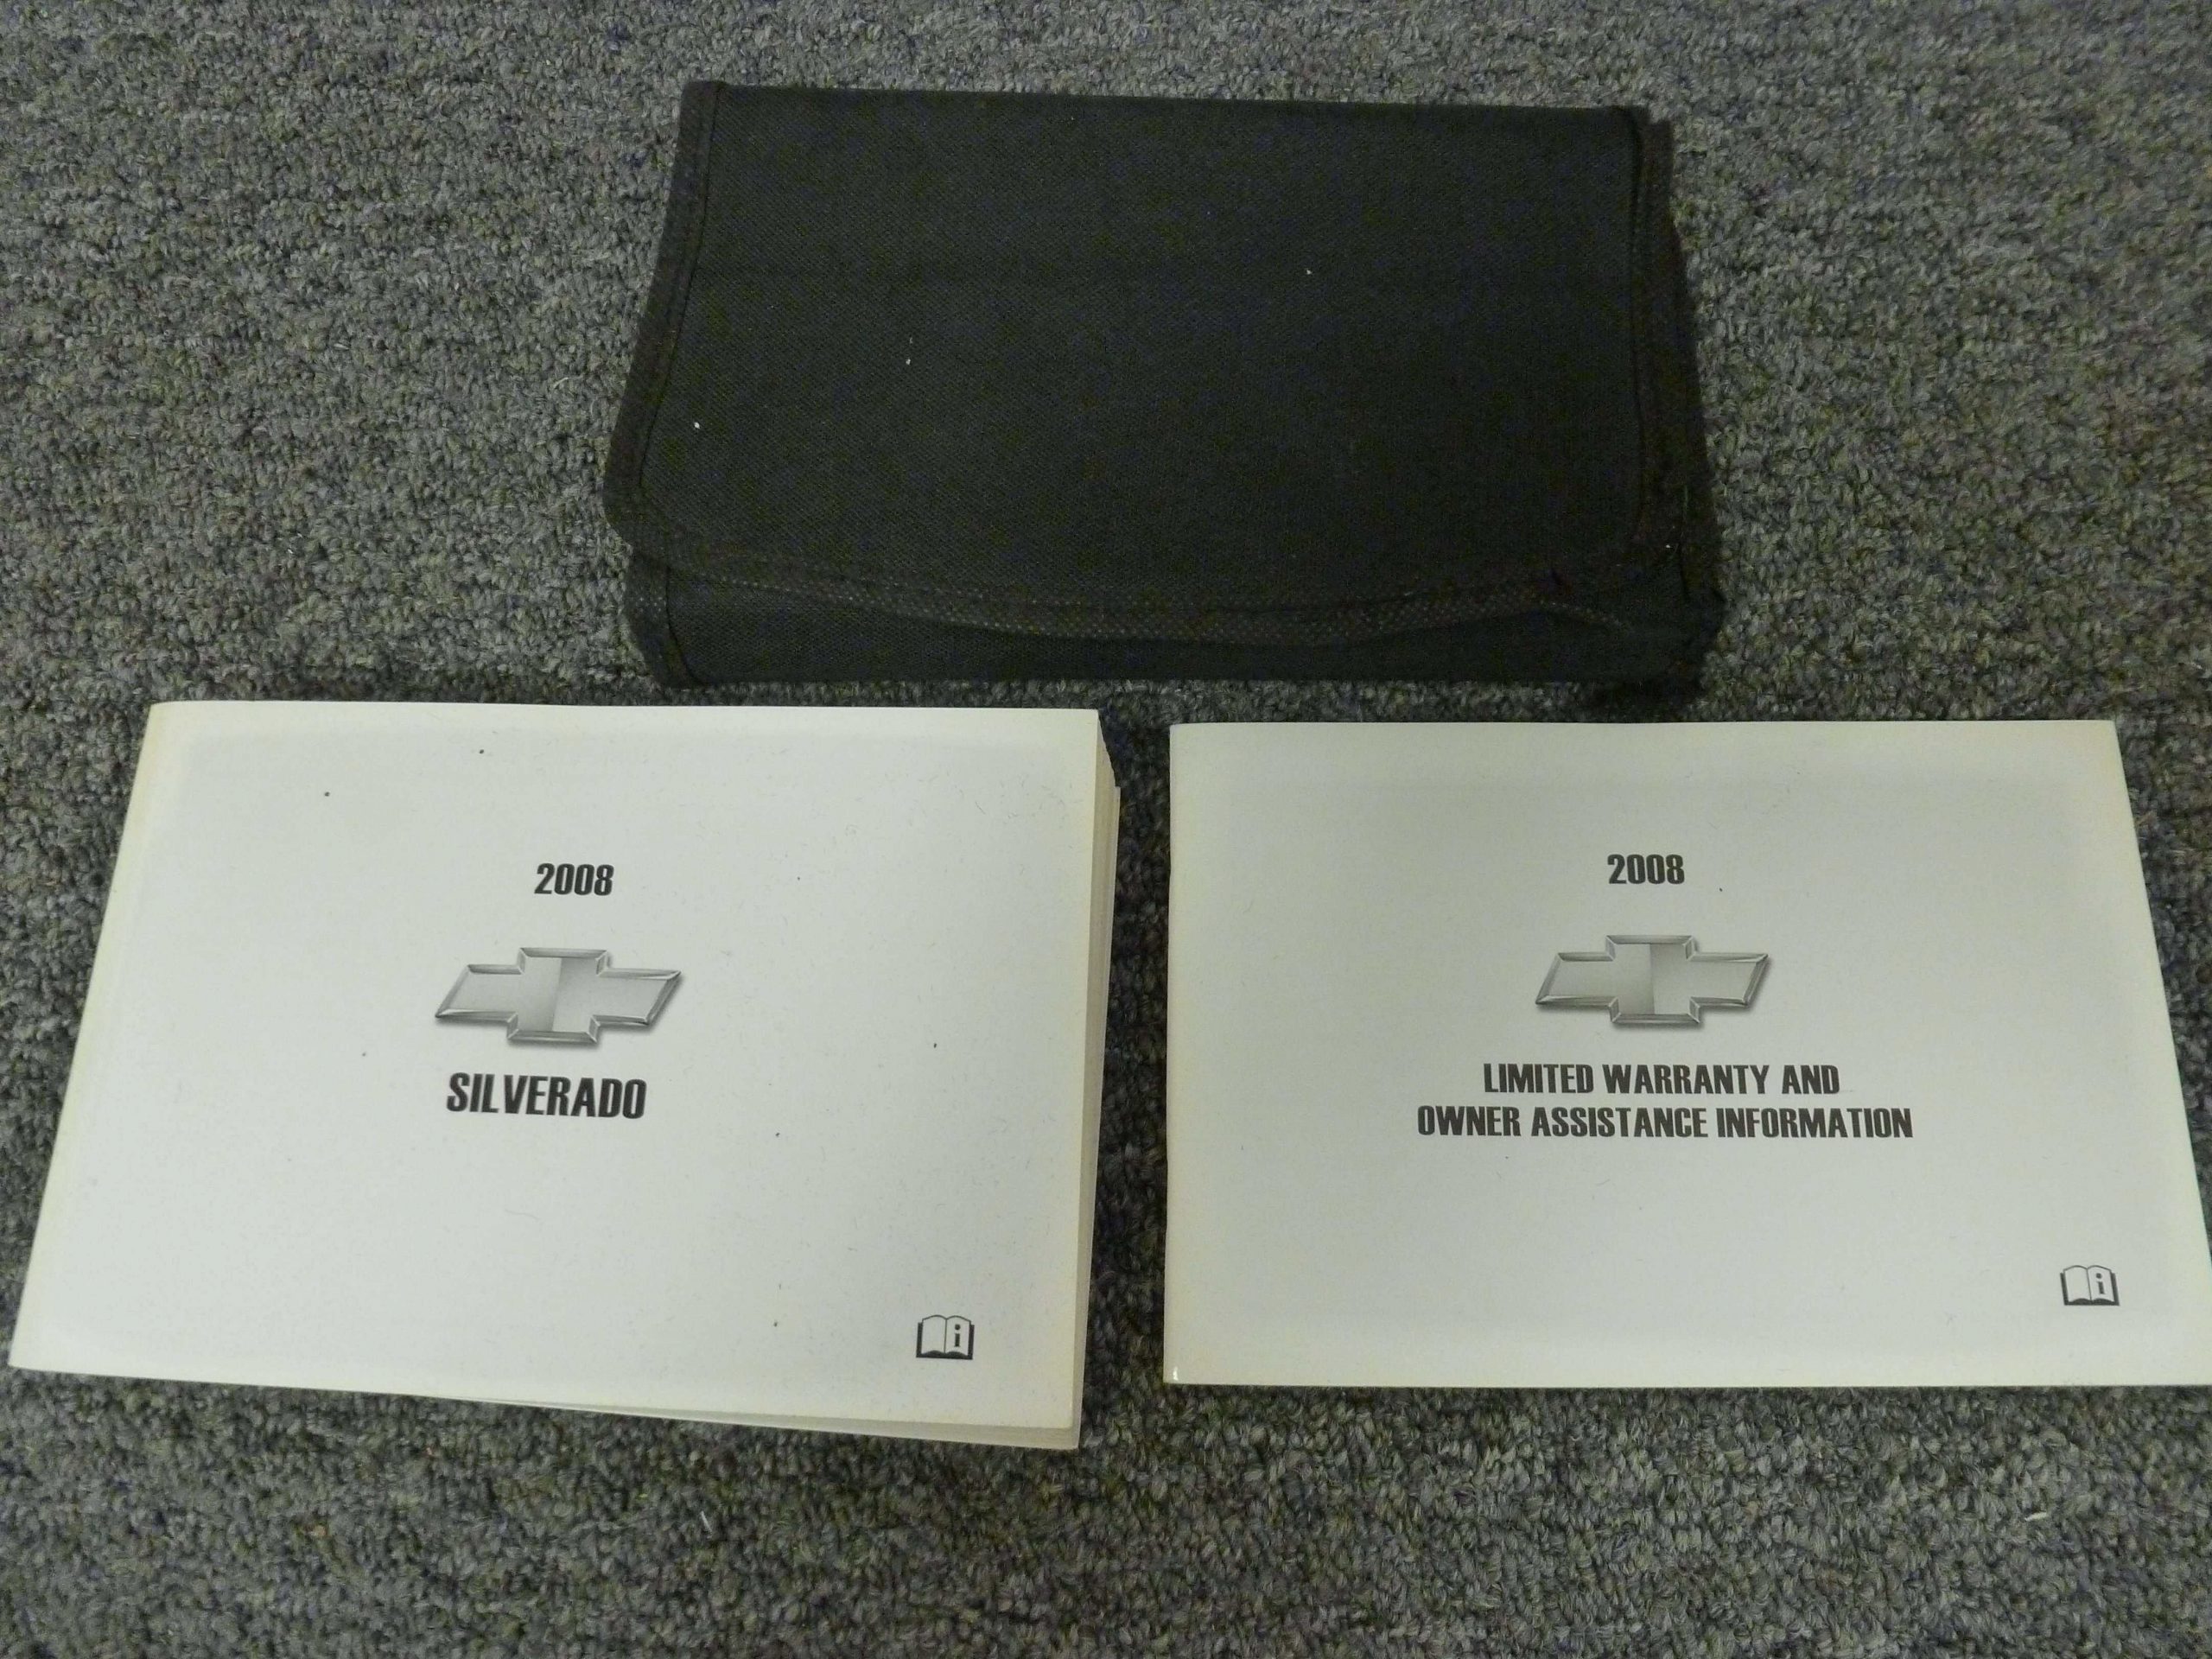 2008
SILVERADO
i
2008
LIMITED WARRANTY AND
OWNER ASSISTANCE INFORMATION
i